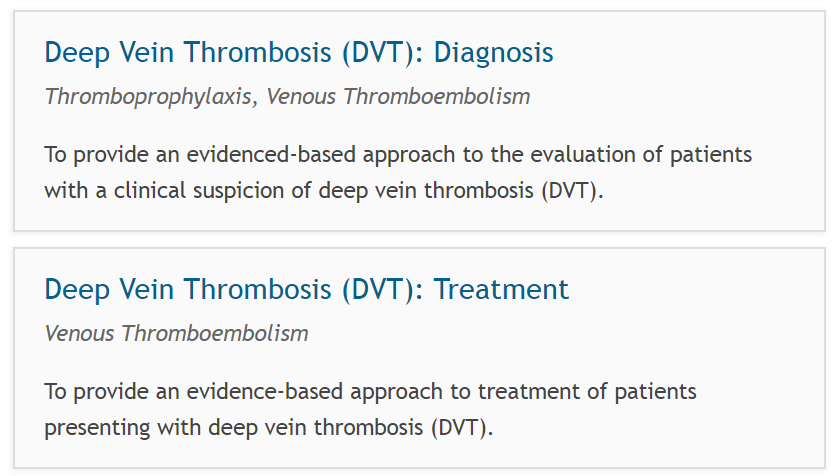 Deep Vein Thrombosis (DVT): Diagnosis
Thromboprophylaxis, Venous Thromboembolism
To provide an evidenced-based approach to the evaluation of patients
with a clinical suspicion of deep vein thrombosis (DVT).
Deep Vein Thrombosis (DVT): Treatment
Venous Thromboembolism
To provide an evidence-based approach to treatment of patients
presenting with deep vein thrombosis (DVT).